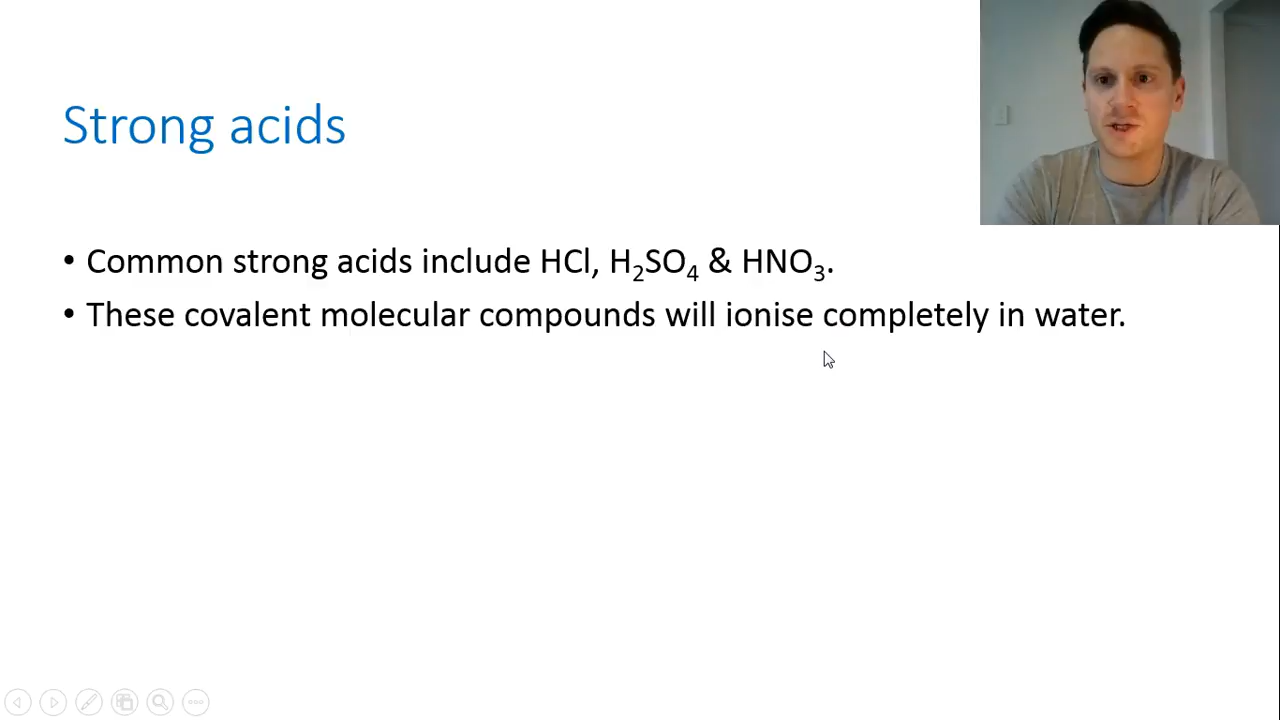 Strong acids
• Common strong acids include HCl, H₂SO₄ & HNO₃.
• These covalent molecular compounds will ionise completely in water.